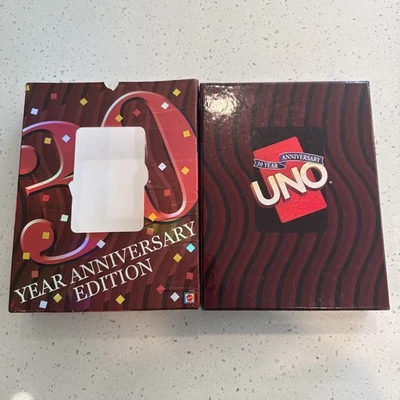 30
YEAR ANNIVERSARY
EDITION
30 YEAR ANNIVERSARY
UNO